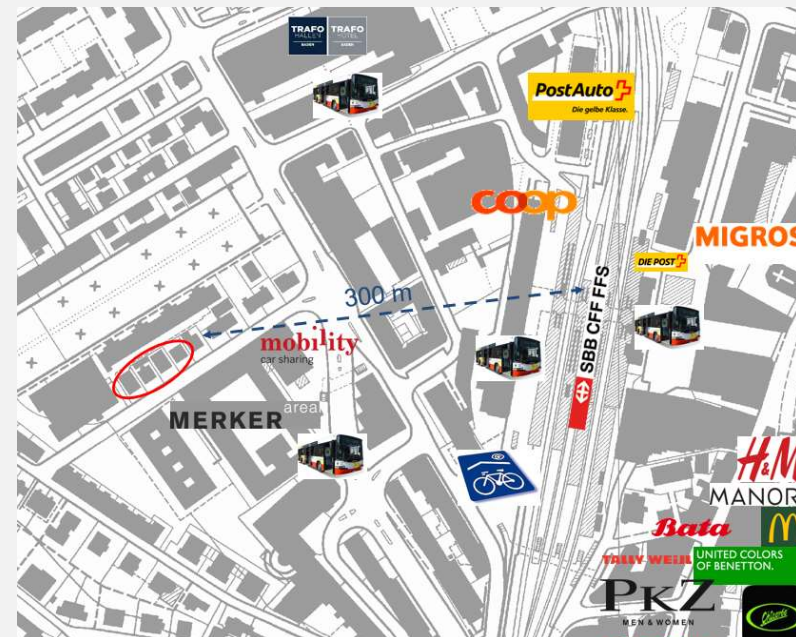 TRAFO TRAFO
HALLEN HOTEL
BADEN BADEN
PostAuto
Die gelbe Klasse.
coop
MIGROS
DIE POST
300 m
SBB CFF FFS
mobility
car sharing
MERKER areal
H&M
MANOR
Bata
TALLY WEiJL
UNITED COLORS
OF BENETTON.
PKZ
MEN & WOMEN